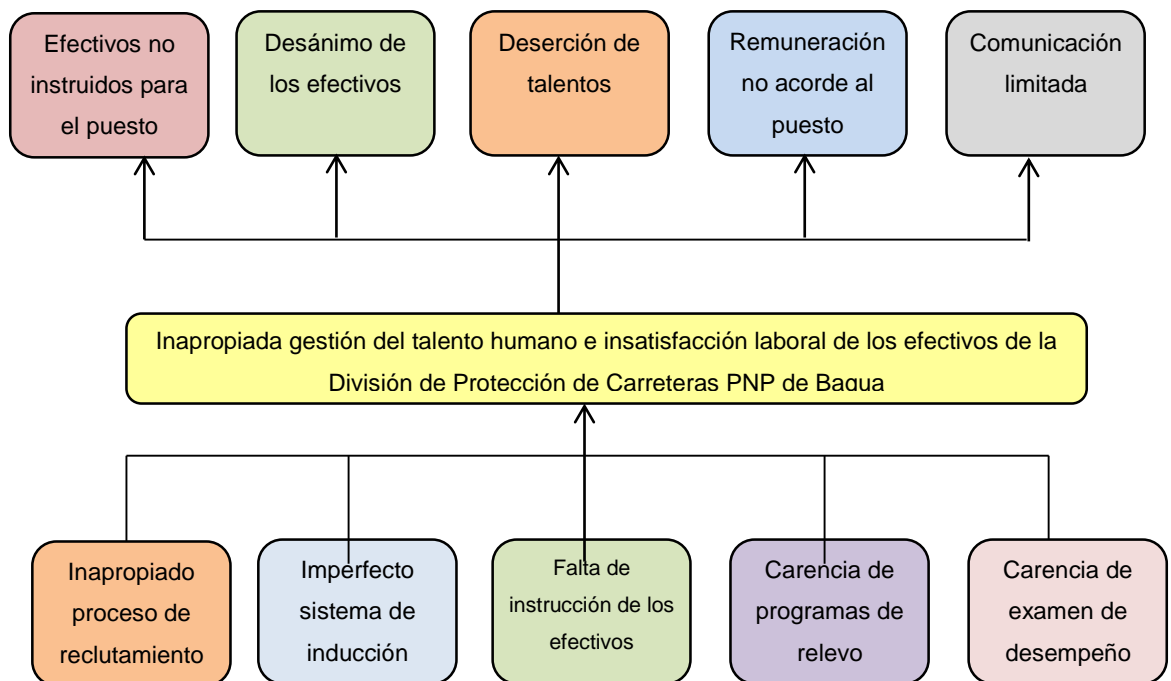 Efectivos no
instruidos para
el puesto
Desánimo de
los efectivos
Deserción de
talentos
Remuneración
no acorde al
puesto
Comunicación
limitada
Inapropiada gestión del talento humano e insatisfacción laboral de los efectivos de la
División de Protección de Carreteras PNP de Bagua
Inapropiado
proceso de
reclutamiento
Imperfecto
sistema de
inducción
Falta de
instrucción de los
efectivos
Carencia de
programas de
relevo
Carencia de
examen de
desempeño